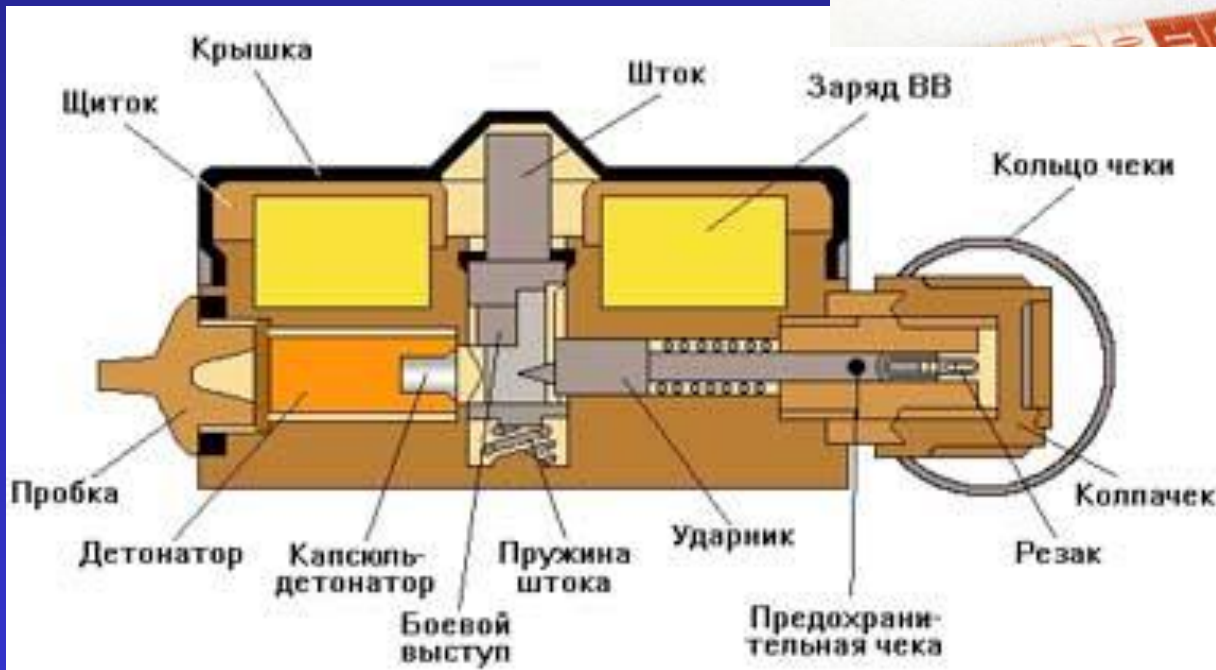 Крышка
Щиток
Шток
Заряд ВВ
Кольцо чеки
Пробка
Детонатор
Капсюль-
детонатор
Боевой
выступ
Пружина
штока
Ударник
Предохрани-
тельная чека
Резак
Колпачек